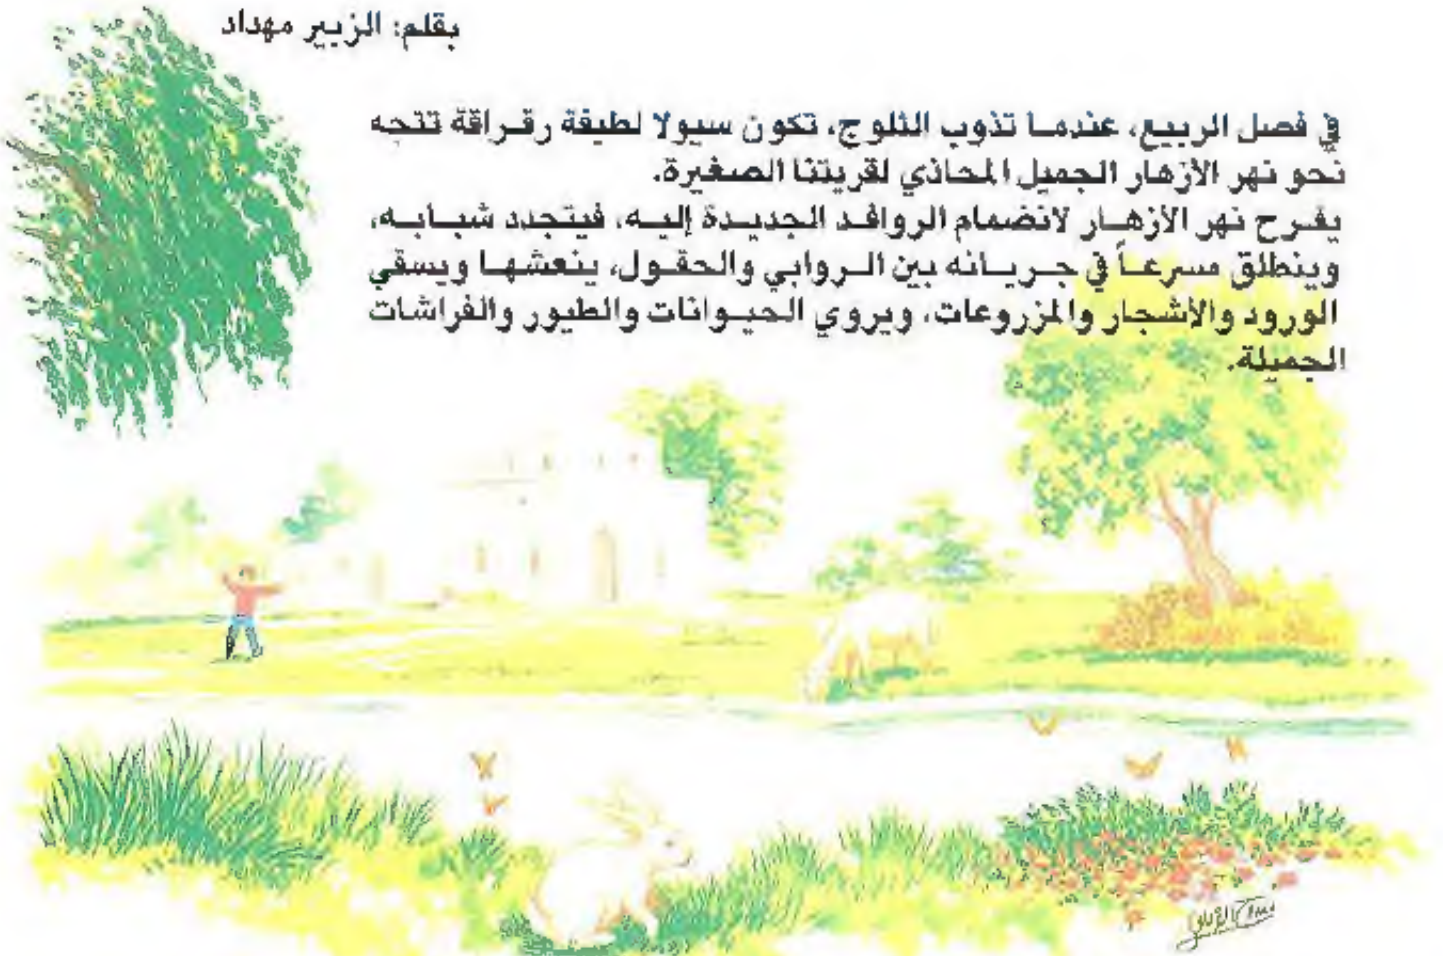 بقلم: الزبير مهداد
في فصل الربيع، عندما تذوب الثلوج، تكون سيولا لطيفة رقراقة تتجه
نحو نهر الأزهار الجميل المحاذي لقريتنا الصغيرة.
يفرح نهر الأزهار لانضمام الروافد الجديدة إليه، فيتجدد شبابه،
وينطلق مسرعاً في جريانه بين الروابي والحقول، ينعشها ويسقي
الورود والأشجار والمزروعات، ويروي الحيوانات والطيور والفراشات
الجميلة.